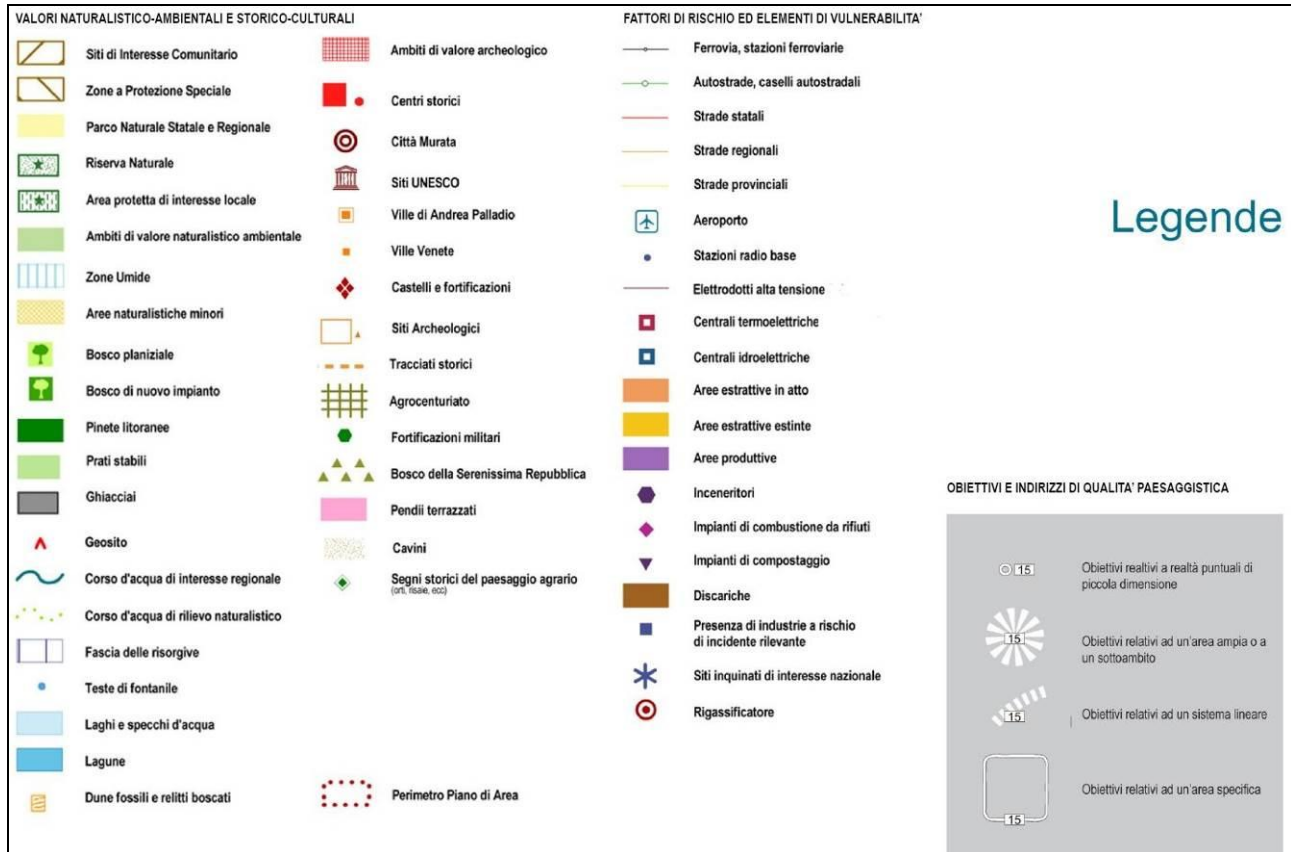 VALORI NATURALISTICO-AMBIENTALI E STORICO-CULTURALI
Siti di Interesse Comunitario
Zone a Protezione Speciale
Parco Naturale Statale e Regionale
Riserva Naturale
Area protetta di interesse locale
Ambiti di valore naturalistico ambientale
Zone Umide
Aree naturalistiche minori
Bosco planiziale
Bosco di nuovo impianto
Pinete litoranee
Prati stabili
Ghiacciai
Geosito
Corso d'acqua di interesse regionale
Corso d'acqua di rilievo naturalistico
Fascia delle risorgive
Teste di fontanile
Laghi e specchi d'acqua
Lagune
Dune fossili e relitti boscati
Ambiti di valore archeologico
Centri storici
Città Murata
Siti UNESCO
Ville di Andrea Palladio
Ville Venete
Castelli e fortificazioni
Siti Archeologici
Tracciati storici
Agrocenturiato
Fortificazioni militari
Bosco della Serenissima Repubblica
Pendii terrazzati
Cavini
Segni storici del paesaggio agrario
(orti, risaie, ecc)
Perimetro Piano di Area
FATTORI DI RISCHIO ED ELEMENTI DI VULNERABILITA'
Ferrovia, stazioni ferroviarie
Autostrade, caselli autostradali
Strade statali
Strade regionali
Strade provinciali
Aeroporto
Stazioni radio base
Elettrodotti alta tensione
Centrali termoelettriche
Centrali idroelettriche
Aree estrattive in atto
Aree estrattive estinte
Aree produttive
Inceneritori
Impianti di combustione da rifiuti
Impianti di compostaggio
Discariche
Presenza di industrie a rischio
di incidente rilevante
Siti inquinati di interesse nazionale
Rigassificatore
Legende
OBIETTIVI E INDIRIZZI DI QUALITA' PAESAGGISTICA
15
Obiettivi realtivi a realtà puntuali di
piccola dimensione
15
Obiettivi relativi ad un'area ampia o a
un sottoambito
15
Obiettivi relativi ad un sistema lineare
15
Obiettivi relativi ad un'area specifica